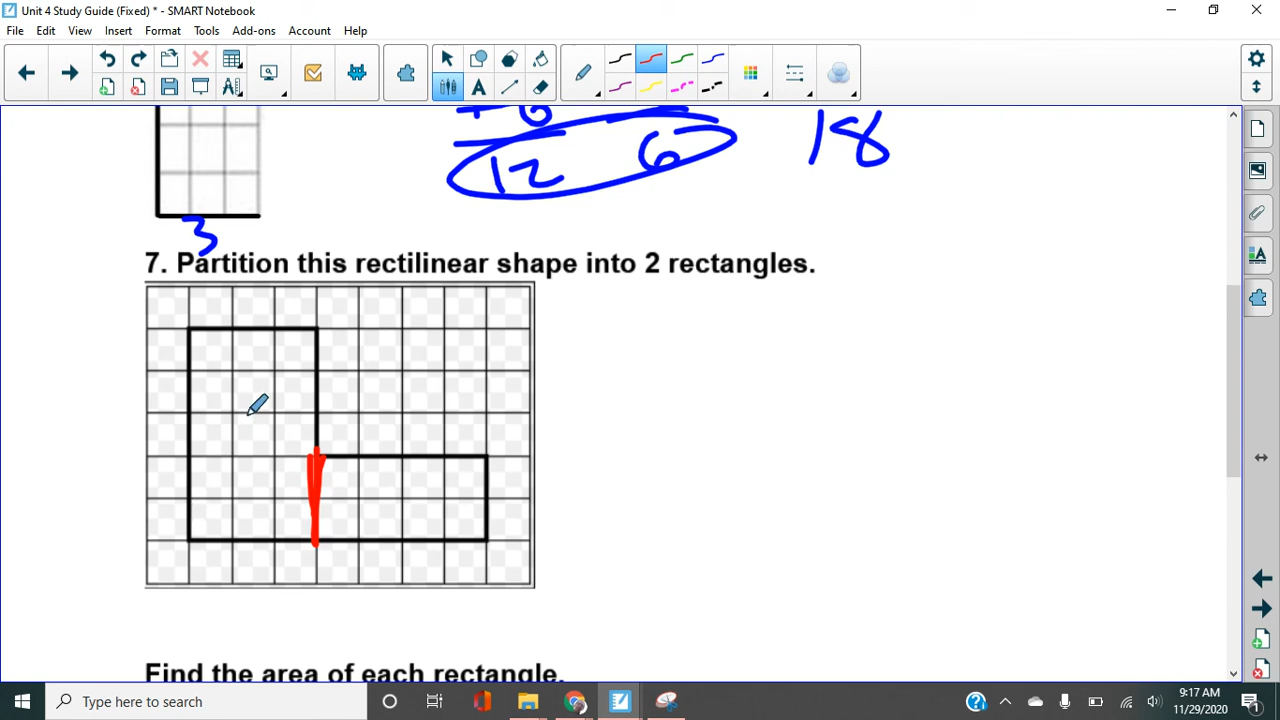 Unit 4 Study Guide (Fixed) * - SMART Notebook
File Edit View Insert Format Tools Add-ons Account Help
+ 6
12 6 18
3
7. Partition this rectilinear shape into 2 rectangles.
Find the area of each rectangle.
Type here to search
9:17 AM
11/29/2020
1